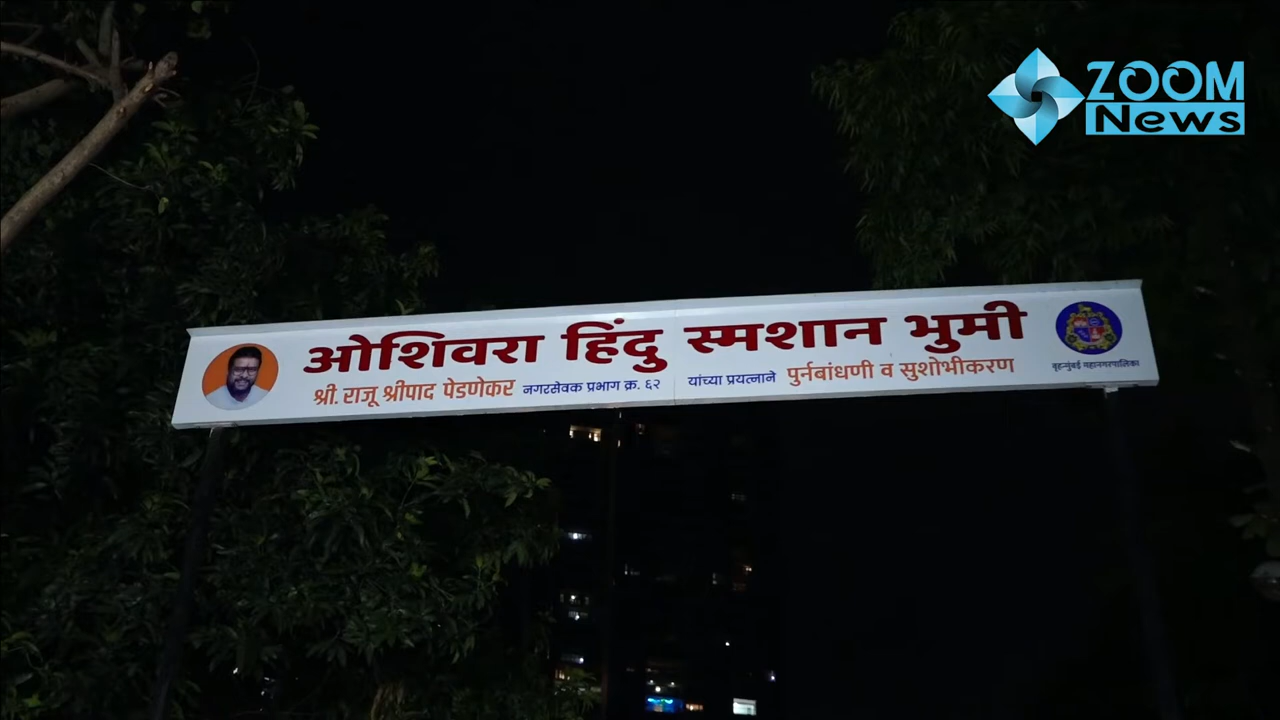 ZOOM
News
ओशिवरा हिंदु स्मशान भुमी
श्री. राजू श्रीपाद पेडणेकर नगरसेवक प्रभाग क्र. ६२ यांच्या प्रयत्नाने पुर्नबांधणी व सुशोभीकरण
बृहन्मुंबई महानगरपालिका